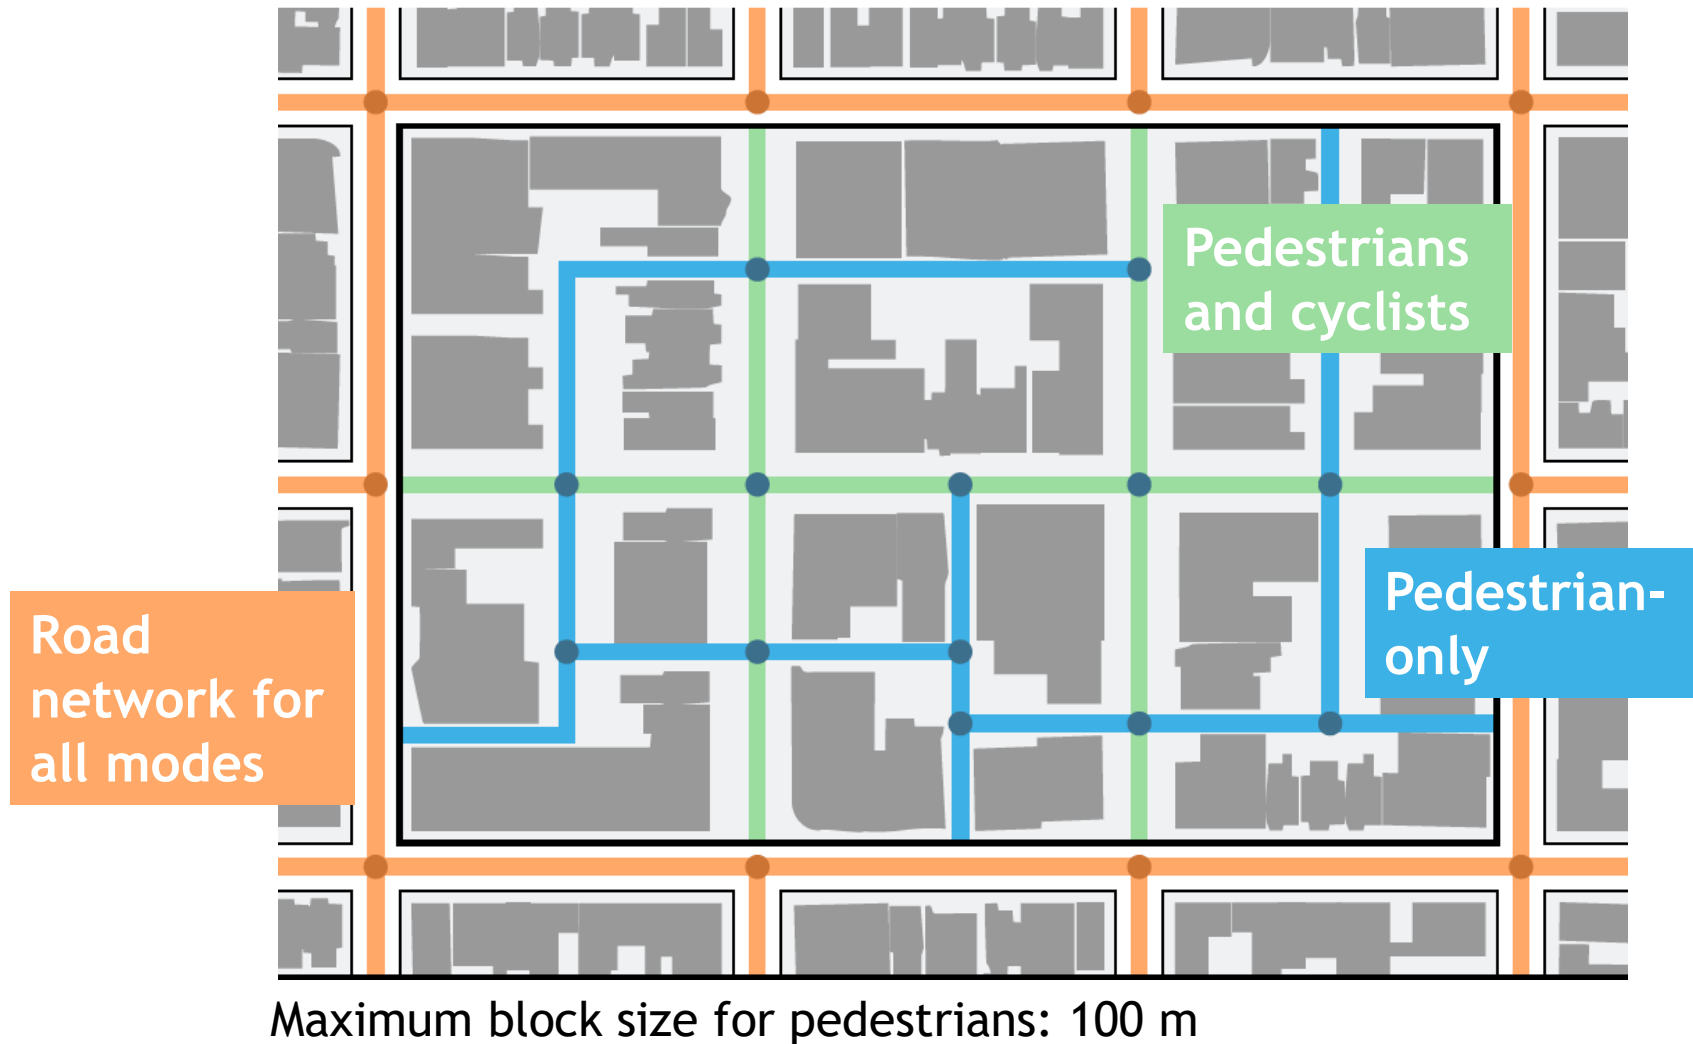 Pedestrians
and cyclists
Pedestrian-
only
Road
network for
all modes
Maximum block size for pedestrians: 100 m